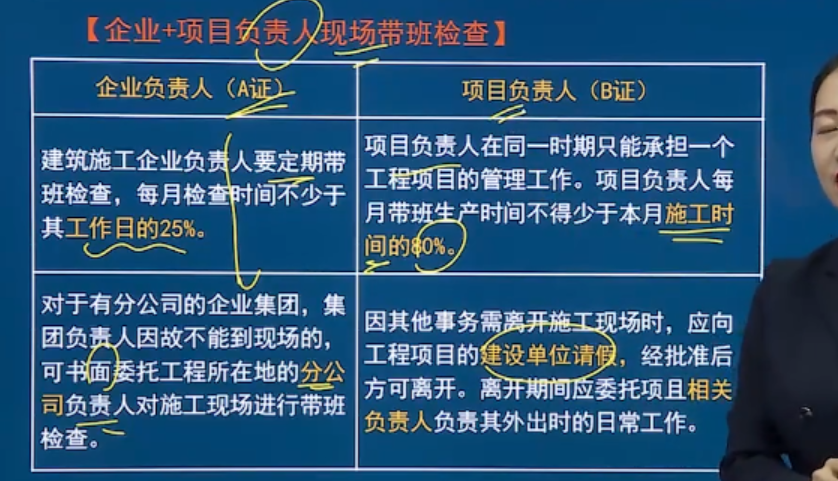 【企业+项目负责人现场带班检查】
企业负责人（A证）
项目负责人（B证）
建筑施工企业负责人要定期带
班检查，每月检查时间不少于
其工作日的25%。
项目负责人在同一时期只能承担一个
工程项目的管理工作。项目负责人每
月带班生产时间不得少于本月施工时
间的80%。
对于有分公司的企业集团，集
团负责人因故不能到现场的，
可书面委托工程所在地的分公
司负责人对施工现场进行带班
检查。
因其他事务需离开施工现场时，应向
工程项目的建设单位请假，经批准后
方可离开。离开期间应委托项且相关
负责人负责其外出时的日常工作。